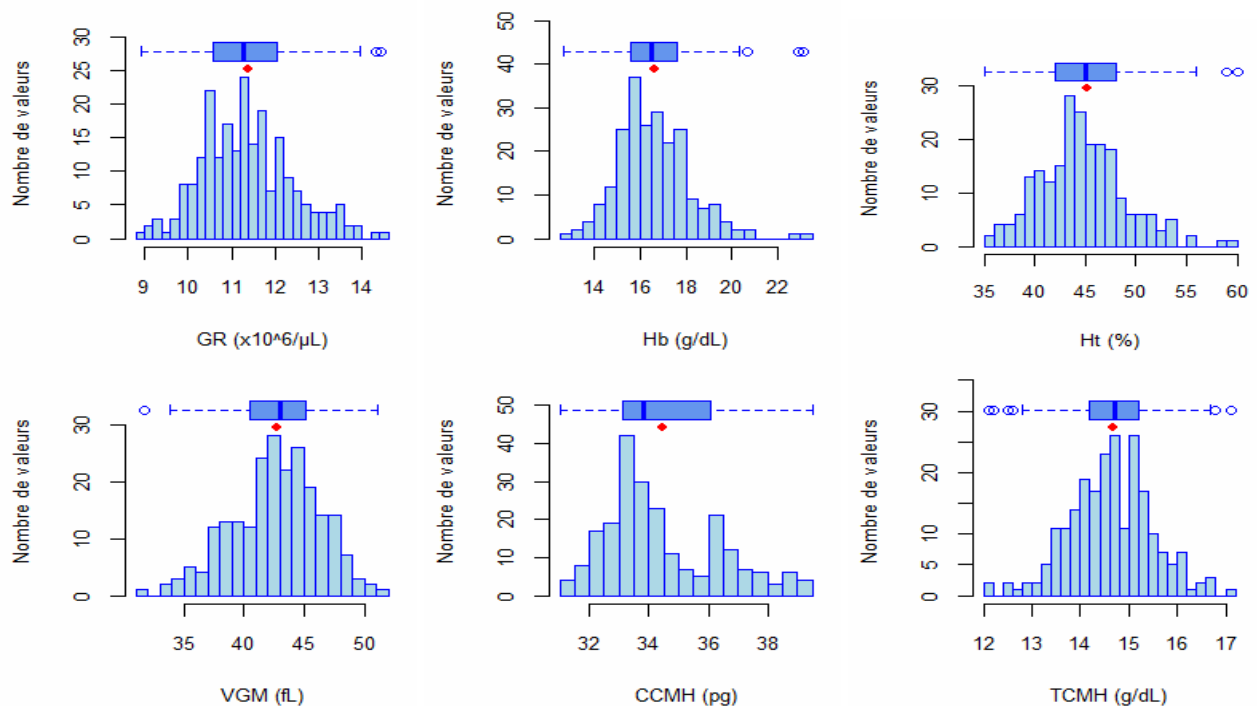 Nombre de valeurs
0 5 10 15 20 25 30
9 10 11 12 13 14
GR (x10^6/µL)
Nombre de valeurs
0 10 20 30 40 50
14 16 18 20 22
Hb (g/dL)
Nombre de valeurs
0 10 20 30
35 40 45 50 55 60
Ht (%)
Nombre de valeurs
0 10 20 30
35 40 45 50
VGM (fL)
Nombre de valeurs
0 10 20 30 40 50
32 34 36 38
CCMH (pg)
Nombre de valeurs
0 5 10 20 30
12 13 14 15 16 17
TCMH (g/dL)